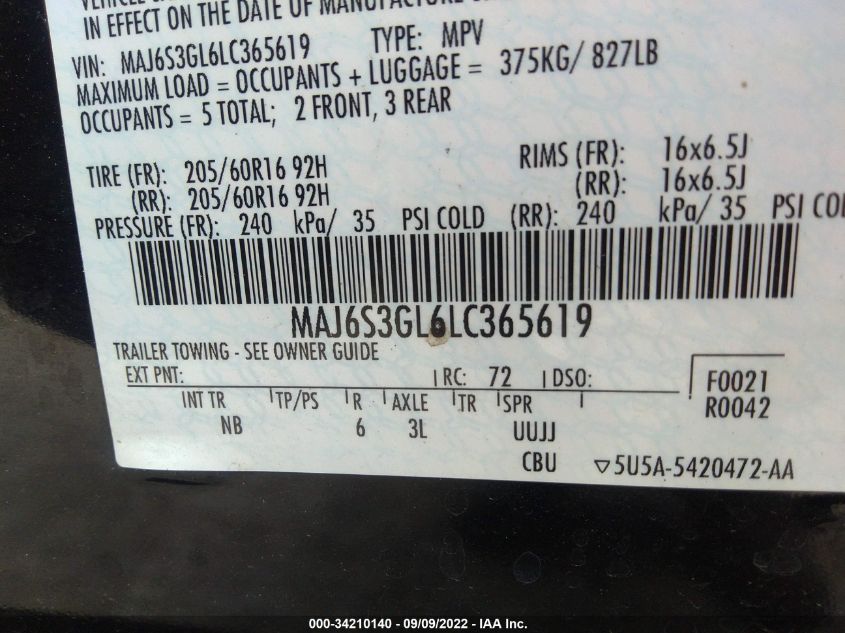 IN EFFECT ON THE DATE OF MANUFACTURE
VIN: MAJ6S3GL6LC365619 TYPE: MPV
MAXIMUM LOAD = OCCUPANTS + LUGGAGE = 375KG/ 827LB
OCCUPANTS = 5 TOTAL; 2 FRONT, 3 REAR
TIRE (FR): 205/60R16 92H RIMS (FR): 16x6.5J
(RR): 205/60R16 92H (RR): 16x6.5J
PRESSURE (FR): 240 kPa/ 35 PSI COLD (RR): 240 kPa/ 35 PSI COL
MAJ6S3GL6LC365619
TRAILER TOWING - SEE OWNER GUIDE
EXT PNT: RC: 72 DSO: F0021
INT TR TP/PS R AXLE TR SPR R0042
NB 6 3L UUJJ
CBU ▽5U5A-5420472-AA
000-34210140 - 09/09/2022 - IAA Inc.